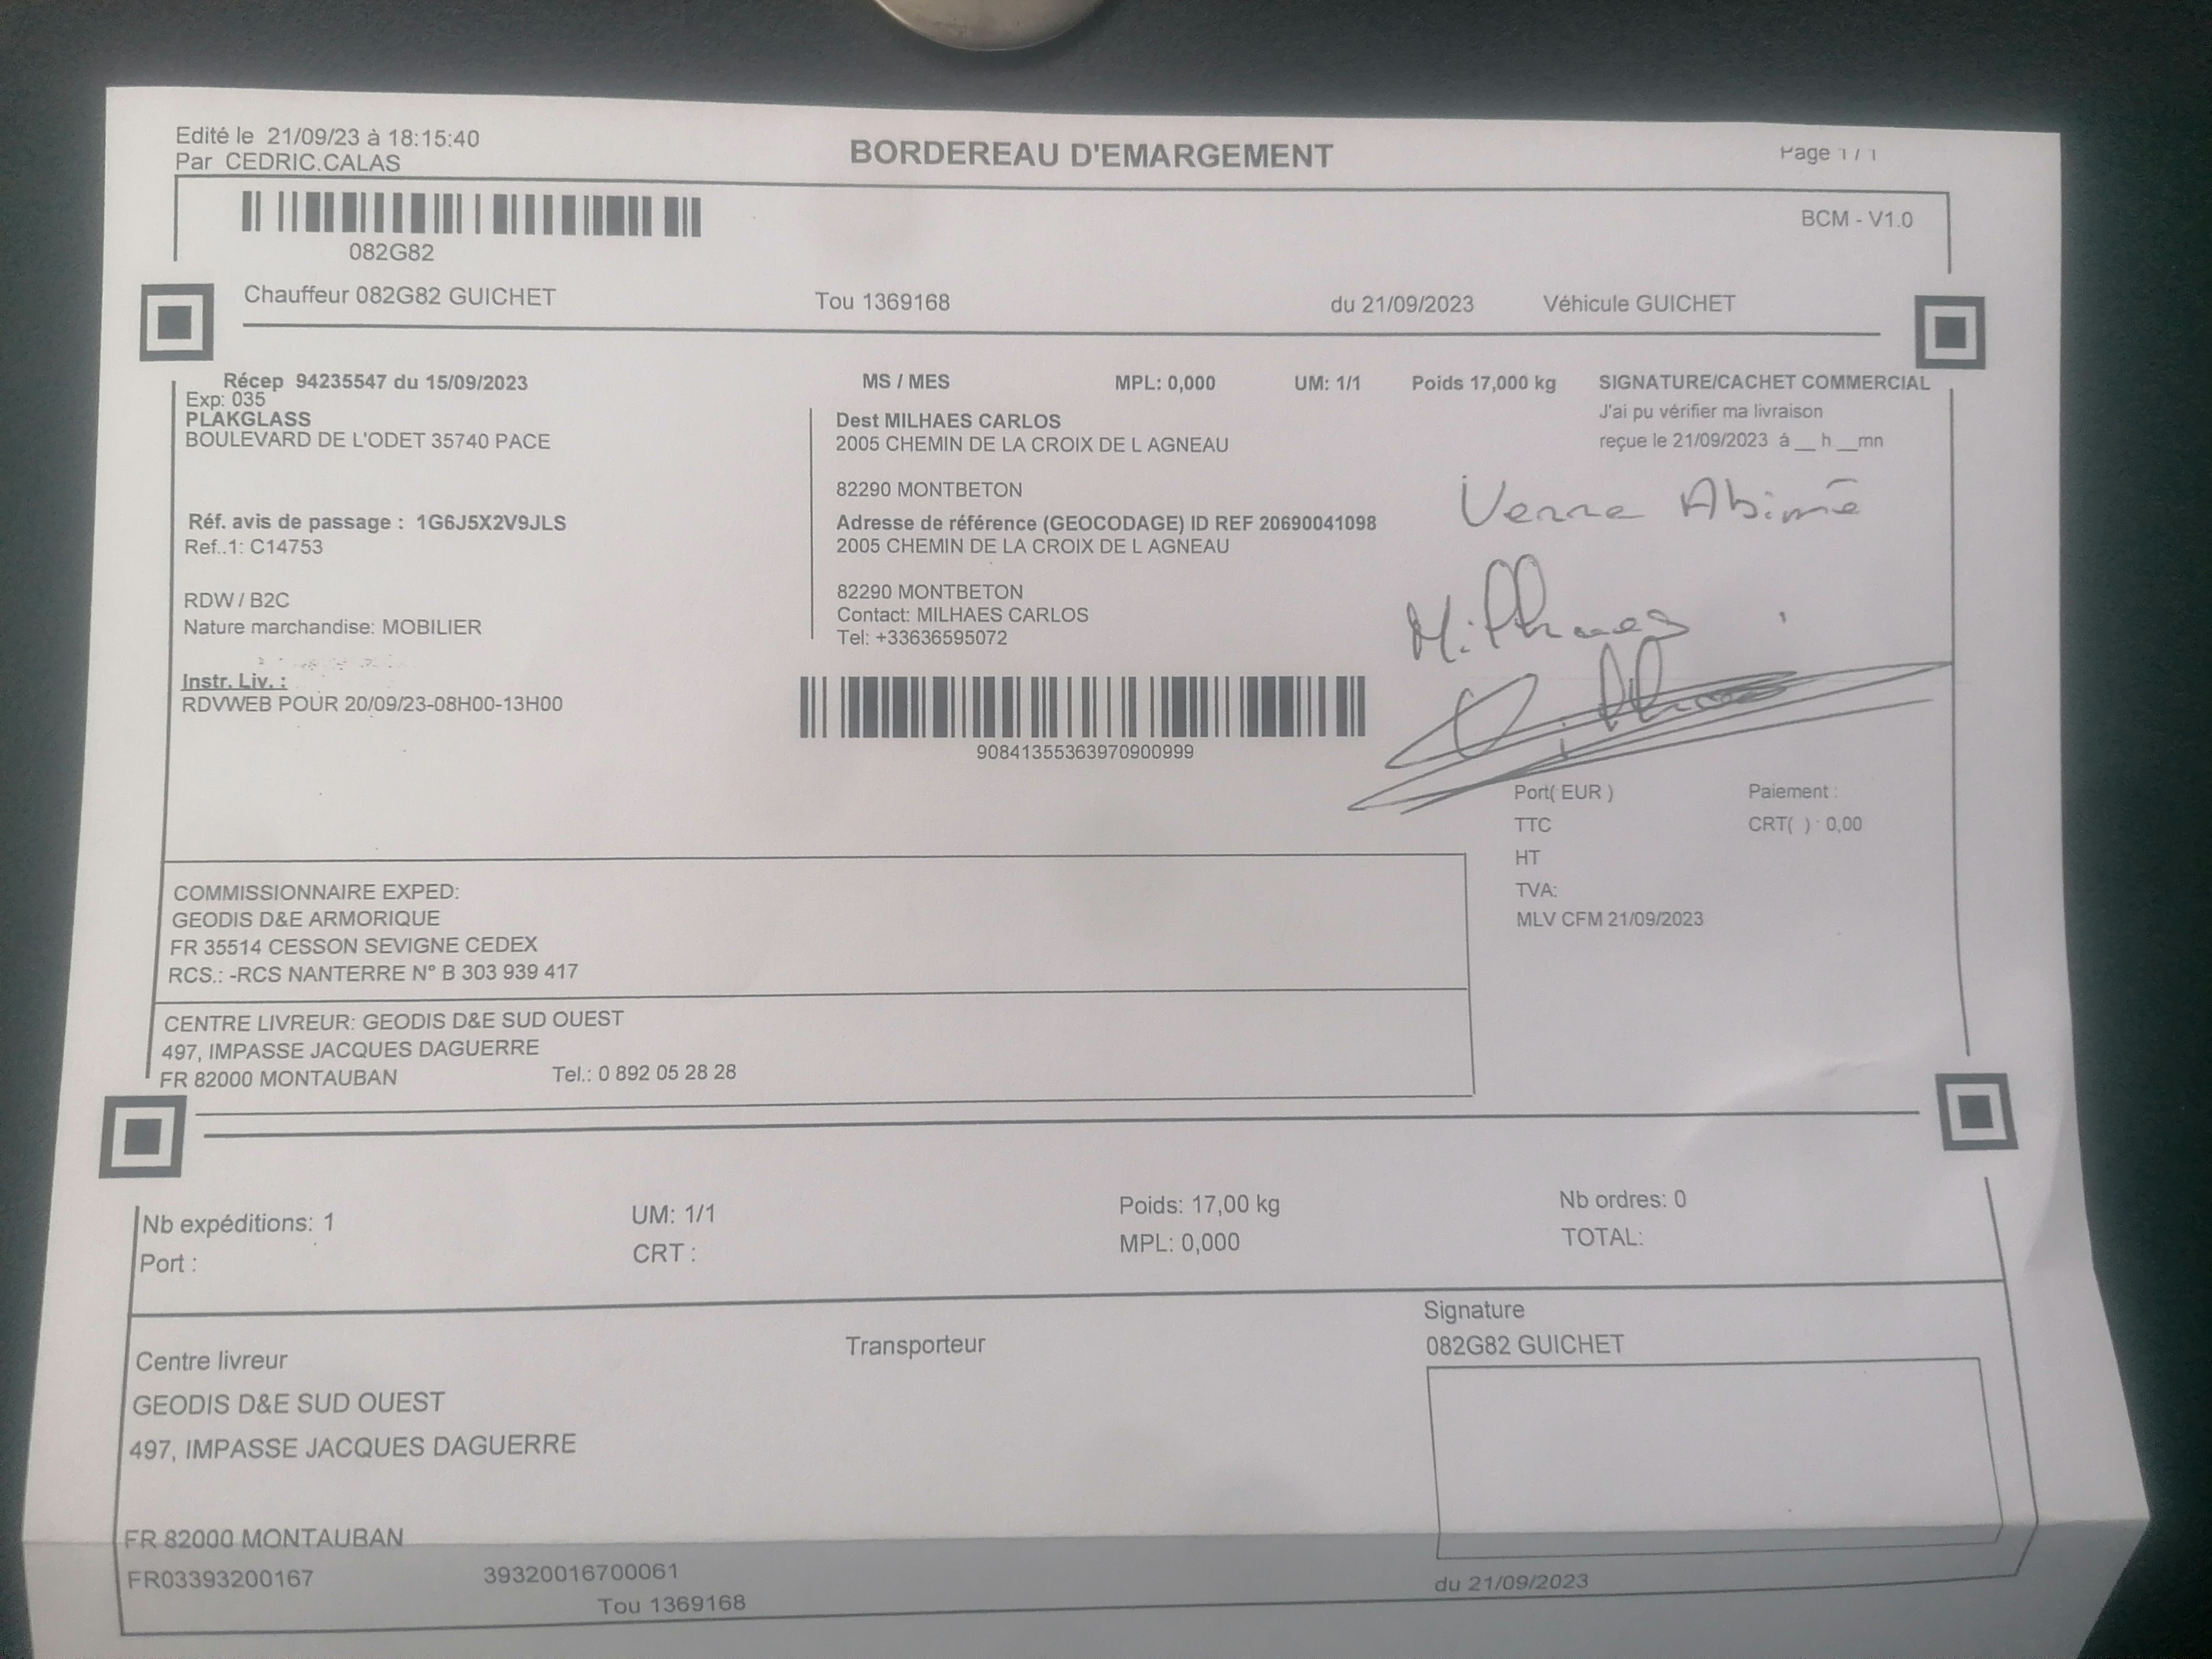 Edité le 21/09/23 à 18:15:40
Par CEDRIC.CALAS
BORDEREAU D'EMARGEMENT
Page 1 / 1
BCM - V1.0
082G82
Chauffeur 082G82 GUICHET Tou 1369168 du 21/09/2023 Véhicule GUICHET
Récep 94235547 du 15/09/2023 MS / MES MPL: 0,000 UM: 1/1 Poids 17,000 kg
Exp: 035
PLAKGLASS
BOULEVARD DE L'ODET 35740 PACE
Réf. avis de passage : 1G6J5X2V9JLS
Ref..1: C14753
RDW / B2C
Nature marchandise: MOBILIER
Instr. Liv. :
RDVWEB POUR 20/09/23-08H00-13H00
Dest MILHAES CARLOS
2005 CHEMIN DE LA CROIX DE L AGNEAU
82290 MONTBETON
Adresse de référence (GEOCODAGE) ID REF 20690041098
2005 CHEMIN DE LA CROIX DE L AGNEAU
82290 MONTBETON
Contact: MILHAES CARLOS
Tel: +33636595072
90841355363970900999
SIGNATURE/CACHET COMMERCIAL
J'ai pu vérifier ma livraison
reçue le 21/09/2023 à __ h __mn
Verre Abimé
Milhaes
Port( EUR ) Paiement :
TTC CRT( ) : 0,00
HT
TVA:
MLV CFM 21/09/2023
COMMISSIONNAIRE EXPED:
GEODIS D&E ARMORIQUE
FR 35514 CESSON SEVIGNE CEDEX
RCS.: -RCS NANTERRE N° B 303 939 417
CENTRE LIVREUR: GEODIS D&E SUD OUEST
497, IMPASSE JACQUES DAGUERRE
FR 82000 MONTAUBAN Tel.: 0 892 05 28 28
Nb expéditions: 1 UM: 1/1 Poids: 17,00 kg Nb ordres: 0
Port : CRT : MPL: 0,000 TOTAL:
Centre livreur
GEODIS D&E SUD OUEST
497, IMPASSE JACQUES DAGUERRE
FR 82000 MONTAUBAN
FR03393200167 39320016700061
Tou 1369168
Transporteur
Signature
082G82 GUICHET
du 21/09/2023